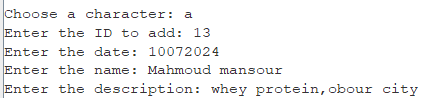 Choose a character: a
Enter the ID to add: 13
Enter the date: 10072024
Enter the name: Mahmoud mansour
Enter the description: whey protein,obour city